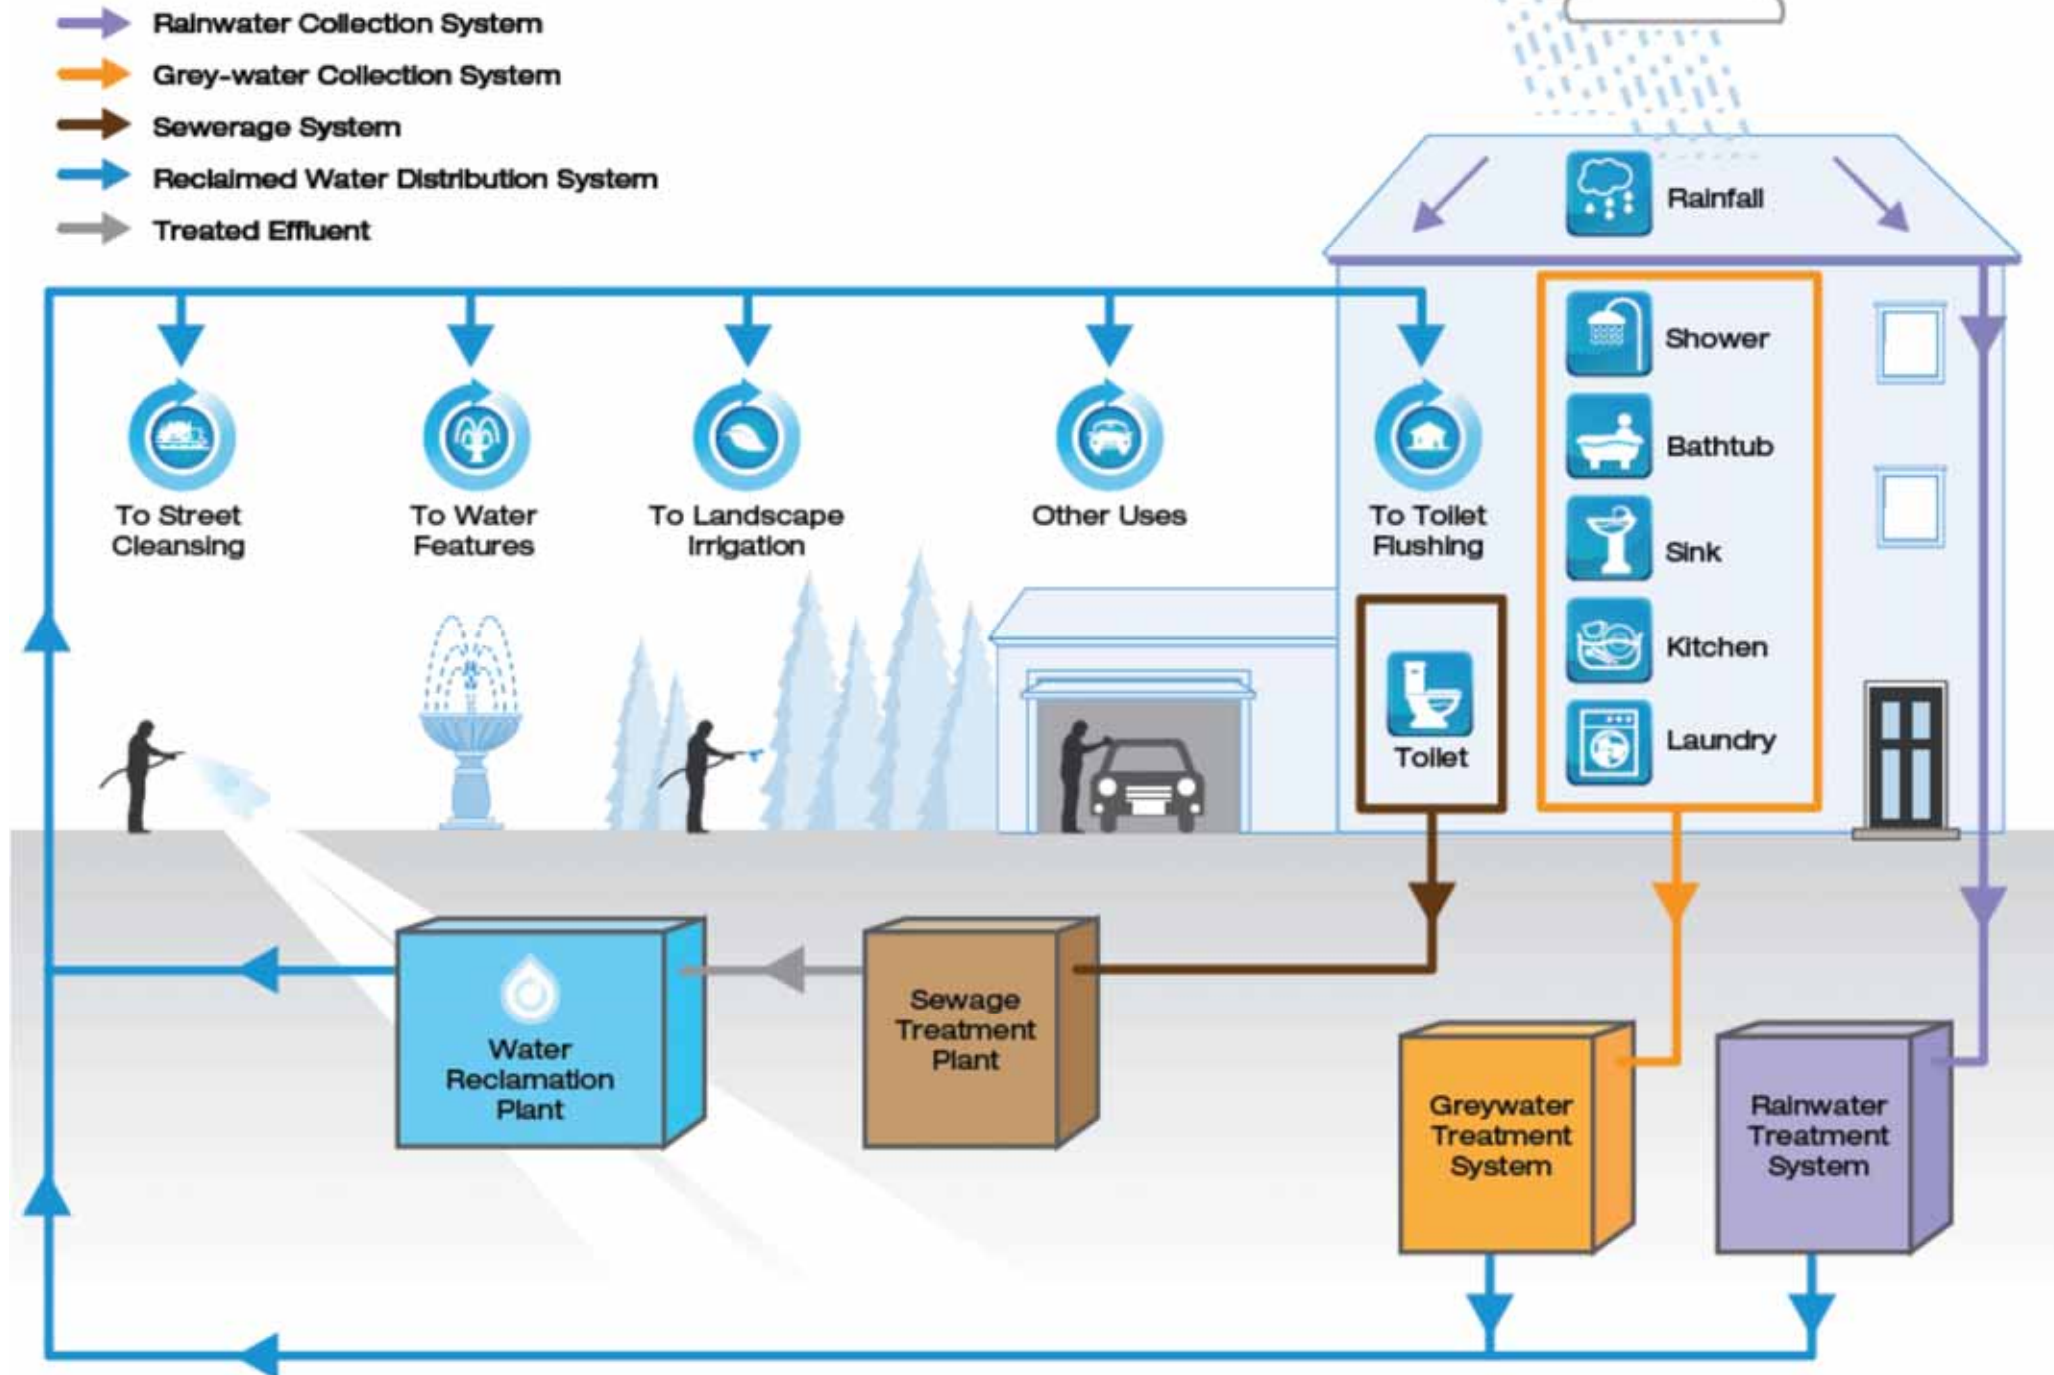 Rainwater Collection System
Grey-water Collection System
Sewerage System
Reclaimed Water Distribution System
Treated Effluent
Rainfall
Shower
Bathtub
Sink
Kitchen
Laundry
To Street
Cleansing
To Water
Features
To Landscape
Irrigation
Other Uses
To Toilet
Flushing
Toilet
Water
Reclamation
Plant
Sewage
Treatment
Plant
Greywater
Treatment
System
Rainwater
Treatment
System